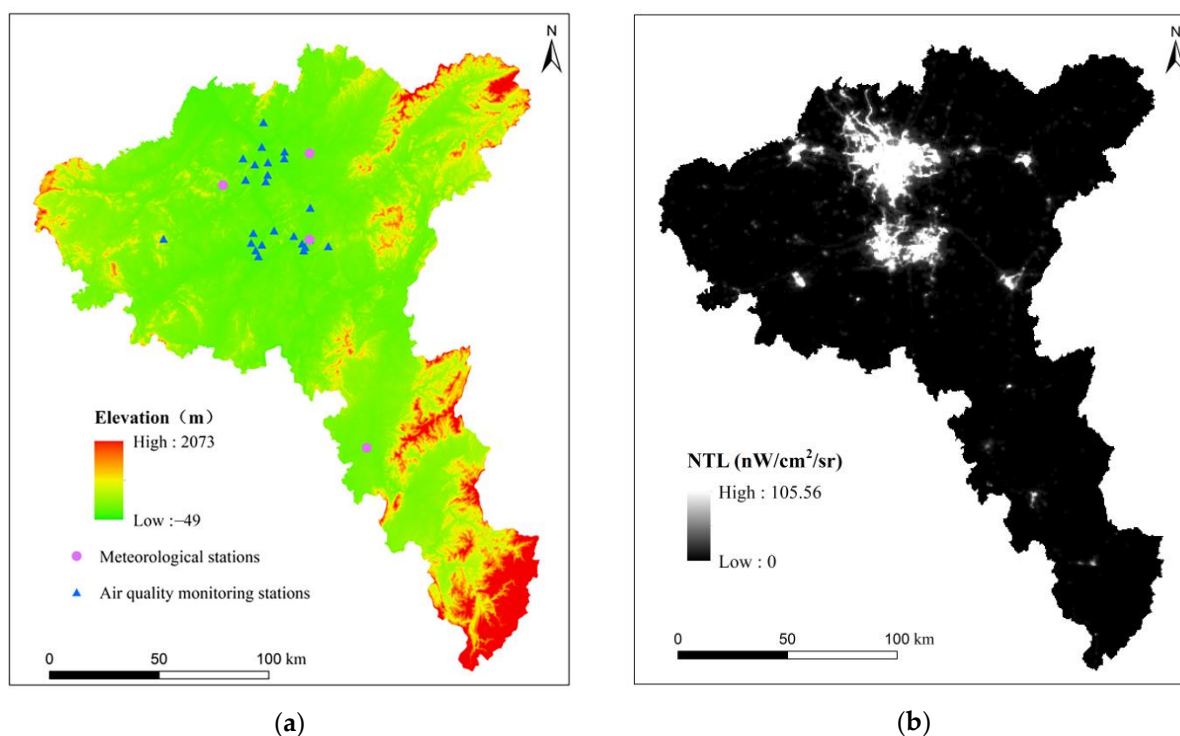 N
Elevation（m）
High : 2073
Low :−49
Meteorological stations
Air quality monitoring stations
0 50 100 km
(a)
N
NTL (nW/cm²/sr)
High : 105.56
Low : 0
0 50 100 km
(b)